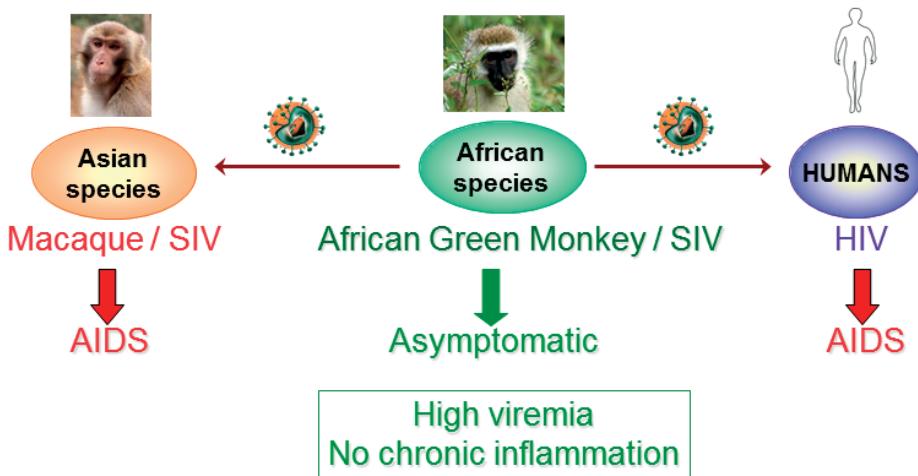 Asian
species
African
species
HUMANS
Macaque / SIV
African Green Monkey / SIV
HIV
AIDS
Asymptomatic
AIDS
High viremia
No chronic inflammation